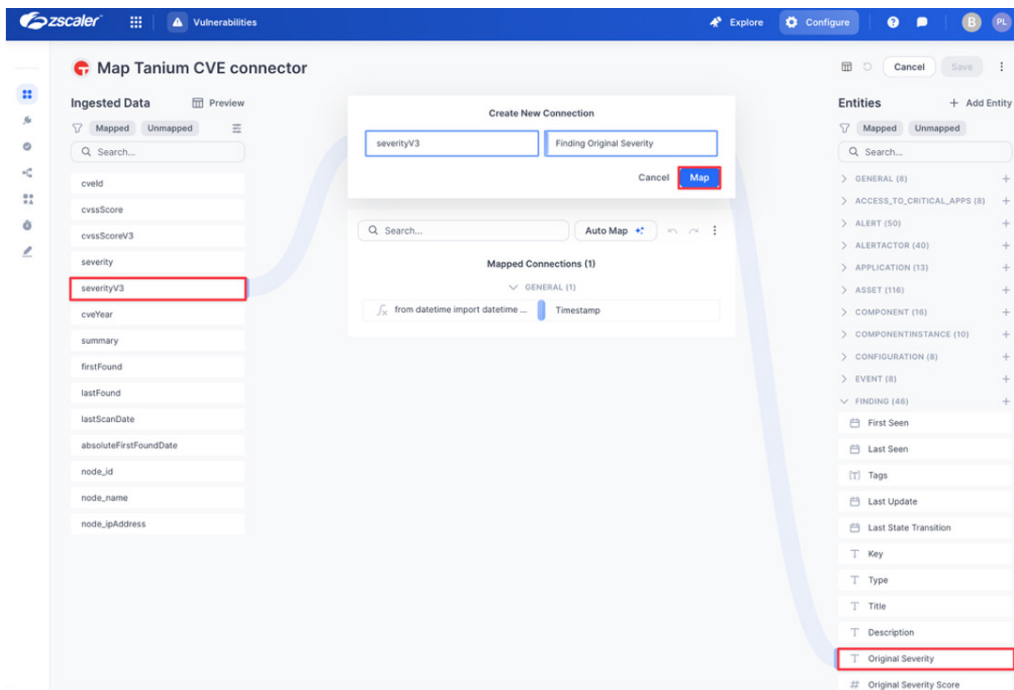 zscaler
Vulnerabilities
Explore
Configure
B
PL
Map Tanium CVE connector
Cancel
Save
Ingested Data
Preview
Mapped
Unmapped
Search...
cveId
cvssScore
cvssScoreV3
severity
severityV3
cveYear
summary
firstFound
lastFound
lastScanDate
absoluteFirstFoundDate
node_id
node_name
node_ipAddress
Create New Connection
severityV3
Finding Original Severity
Cancel
Map
Search...
Auto Map
Mapped Connections (1)
GENERAL (1)
from datetime import datetime ...
Timestamp
Entities
+ Add Entity
Mapped
Unmapped
Search...
GENERAL (8)
ACCESS_TO_CRITICAL_APPS (8)
ALERT (50)
ALERTACTOR (40)
APPLICATION (13)
ASSET (116)
COMPONENT (16)
COMPONENTINSTANCE (10)
CONFIGURATION (8)
EVENT (8)
FINDING (46)
First Seen
Last Seen
Tags
Last Update
Last State Transition
Key
Type
Title
Description
Original Severity
Original Severity Score